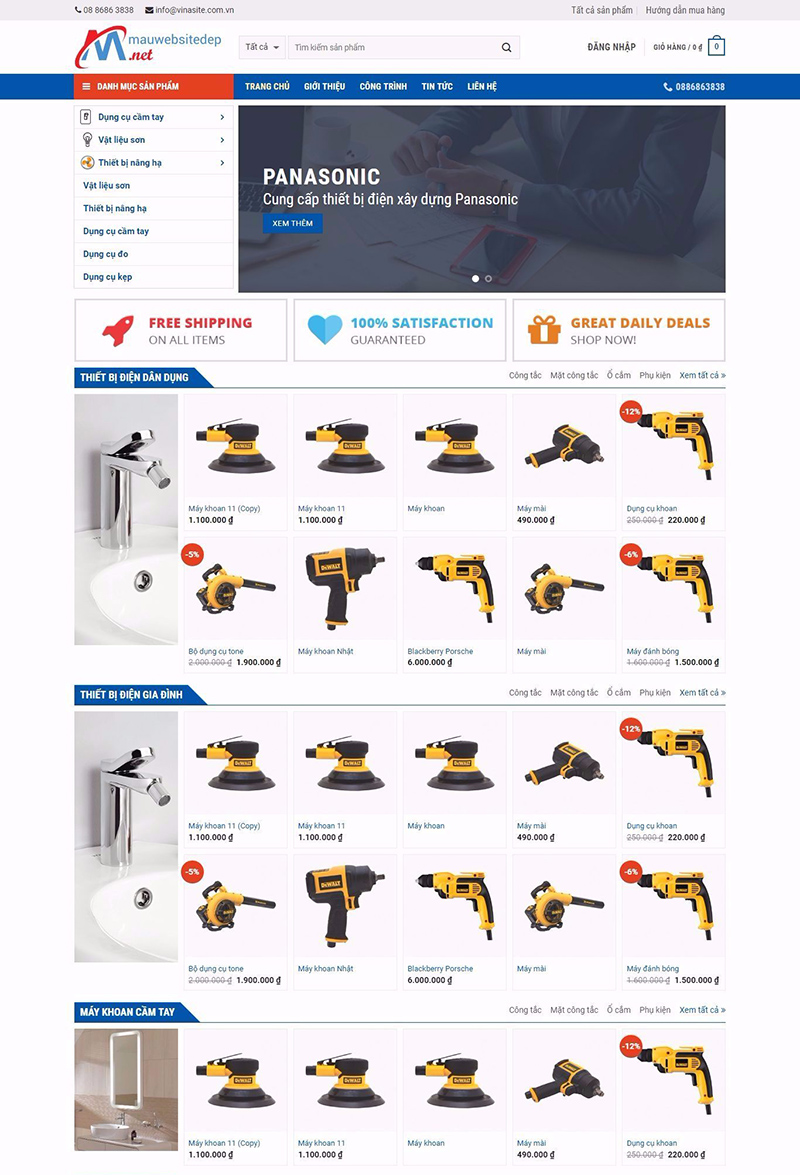 08 8686 3838 info@vinasite.com.vn Tất cả sản phẩm Hướng dẫn mua hàng
mauwebsitedep
.net
Tất cả Tìm kiếm sản phẩm ĐĂNG NHẬP GIỎ HÀNG / 0 ₫ 0
DANH MỤC SẢN PHẨM TRANG CHỦ GIỚI THIỆU CÔNG TRÌNH TIN TỨC LIÊN HỆ 0886863838
Dụng cụ cầm tay
Vật liệu sơn
Thiết bị nâng hạ
Vật liệu sơn
Thiết bị nâng hạ
Dụng cụ cầm tay
Dụng cụ đo
Dụng cụ kẹp
PANASONIC
Cung cấp thiết bị điện xây dựng Panasonic
XEM THÊM
FREE SHIPPING
ON ALL ITEMS
100% SATISFACTION
GUARANTEED
GREAT DAILY DEALS
SHOP NOW!
THIẾT BỊ ĐIỆN DÂN DỤNG Công tắc Mặt công tắc Ổ cắm Phụ kiện Xem tất cả »
-12%
DEWALT DEWALT DEWALT
Máy khoan 11 (Copy) Máy khoan 11 Máy khoan Máy mài Dụng cụ khoan
1.100.000 ₫ 1.100.000 ₫ 490.000 ₫ 250.000 ₫ 220.000 ₫
-5% -6%
DEWALT
Bộ dụng cụ tone Máy khoan Nhật Blackberry Porsche Máy mài Máy đánh bóng
2.000.000 ₫ 1.900.000 ₫ 6.000.000 ₫ 1.600.000 ₫ 1.500.000 ₫
THIẾT BỊ ĐIỆN GIA ĐÌNH Công tắc Mặt công tắc Ổ cắm Phụ kiện Xem tất cả »
-12%
DEWALT DEWALT DEWALT
Máy khoan 11 (Copy) Máy khoan 11 Máy khoan Máy mài Dụng cụ khoan
1.100.000 ₫ 1.100.000 ₫ 490.000 ₫ 250.000 ₫ 220.000 ₫
-5% -6%
DEWALT
Bộ dụng cụ tone Máy khoan Nhật Blackberry Porsche Máy mài Máy đánh bóng
2.000.000 ₫ 1.900.000 ₫ 6.000.000 ₫ 1.600.000 ₫ 1.500.000 ₫
MÁY KHOAN CẦM TAY Công tắc Mặt công tắc Ổ cắm Phụ kiện Xem tất cả »
-12%
DEWALT DEWALT DEWALT
Máy khoan 11 (Copy) Máy khoan 11 Máy khoan Máy mài Dụng cụ khoan
1.100.000 ₫ 1.100.000 ₫ 490.000 ₫ 250.000 ₫ 220.000 ₫